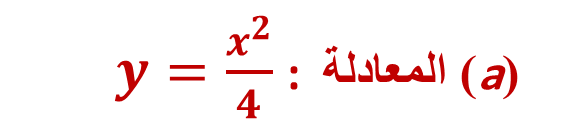 (a) المعادلة : y = x²/4